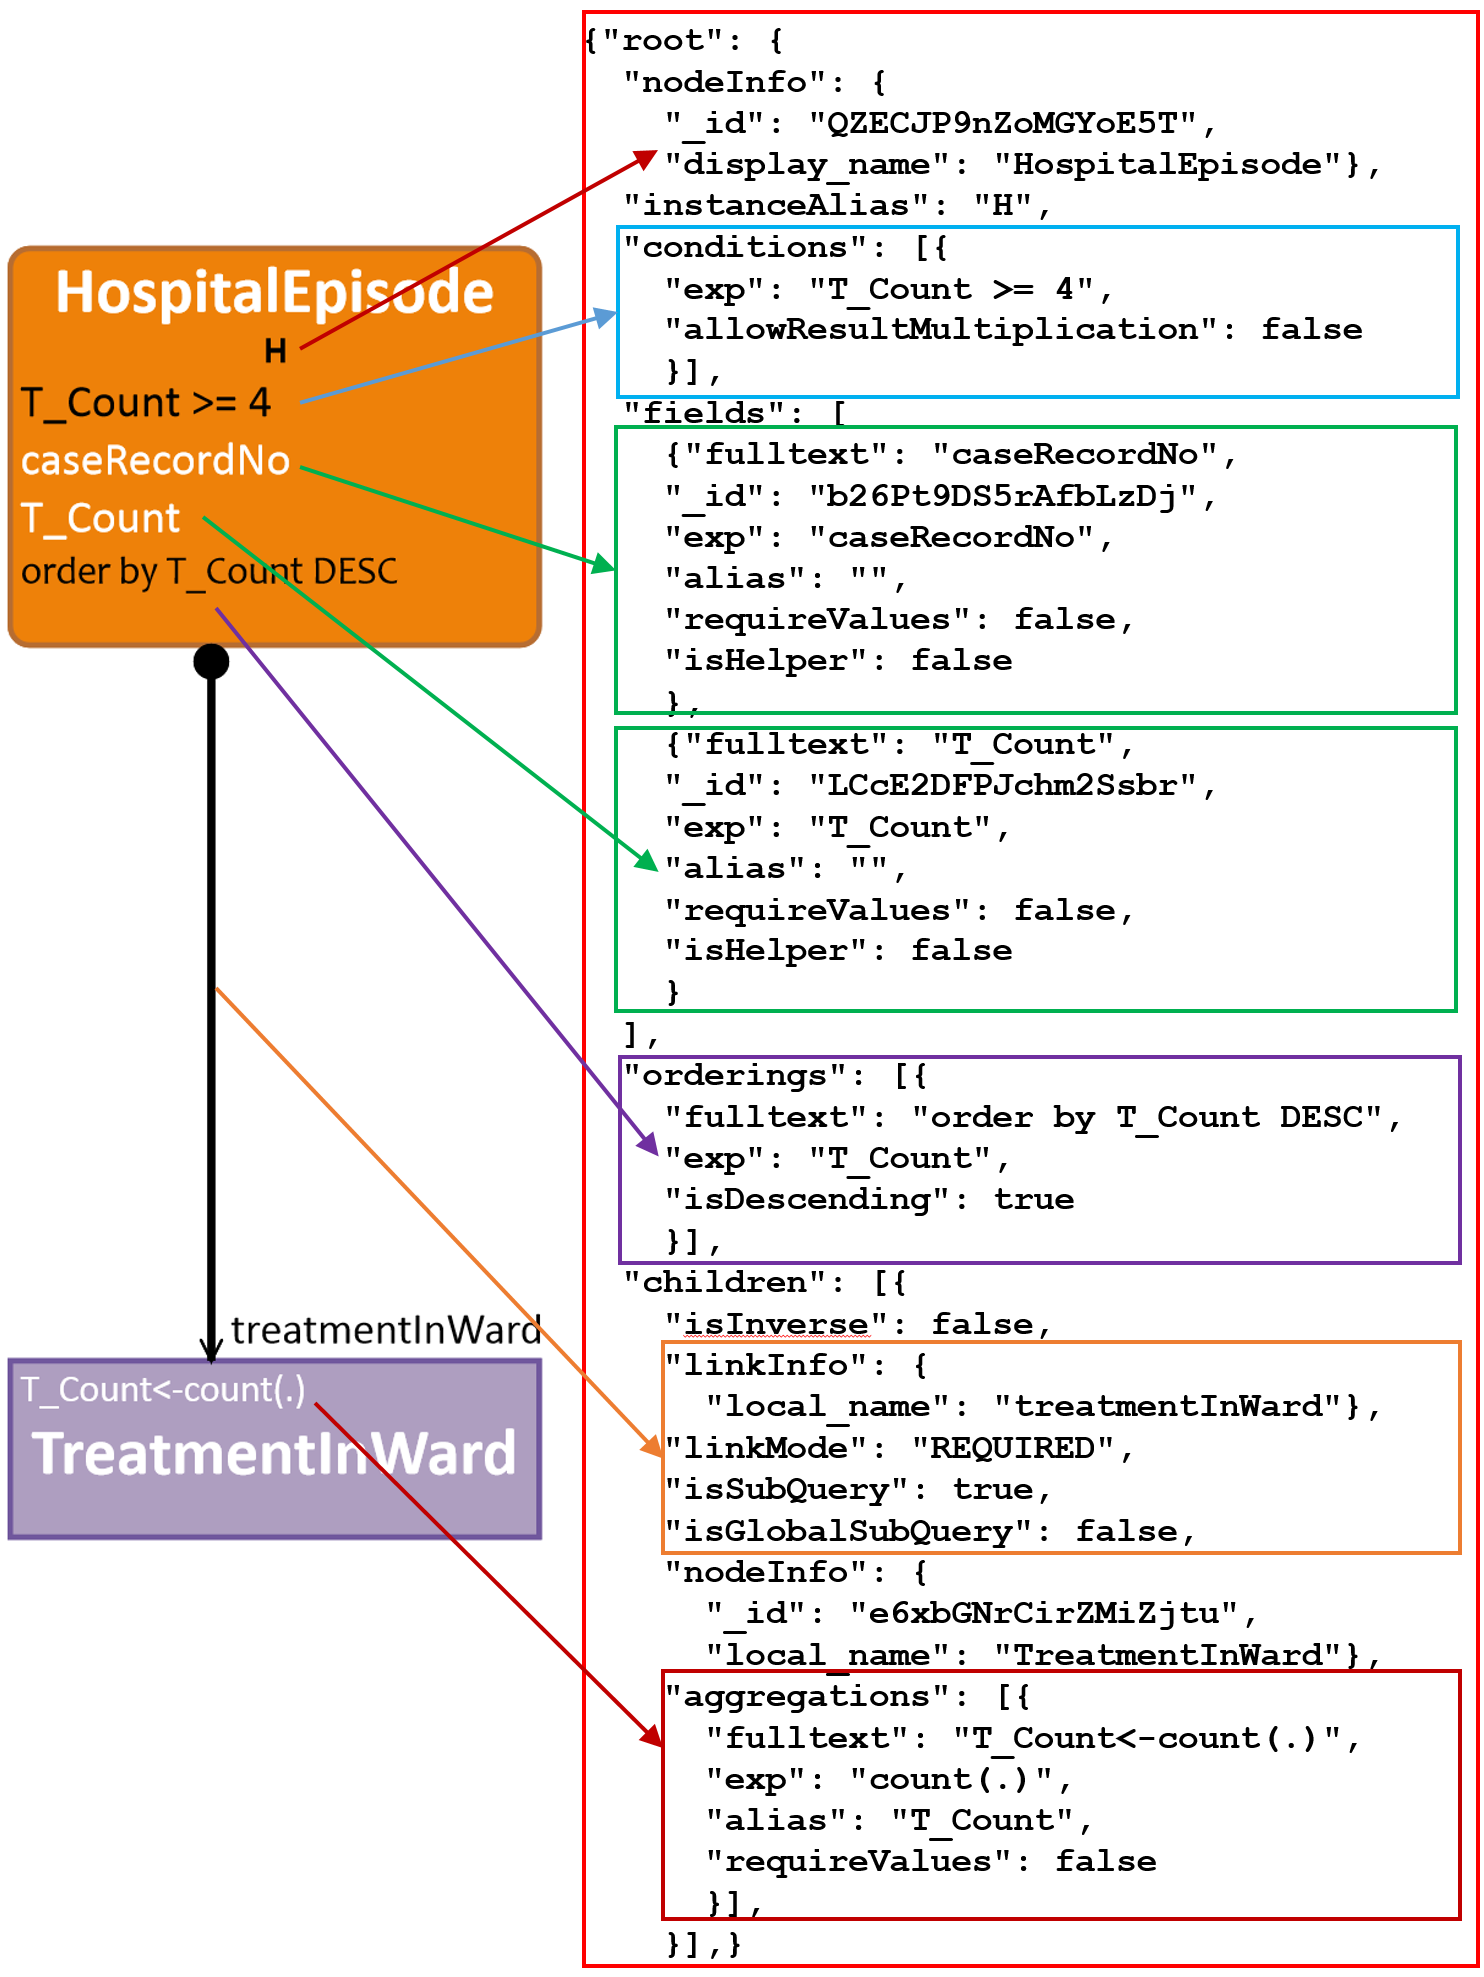 HospitalEpisode
H
T_Count >= 4
caseRecordNo
T_Count
order by T_Count DESC
treatmentInWard
T_Count<-count(.)
TreatmentInWard
{"root": {
"nodeInfo": {
"_id": "QZECJP9nZoMGYoE5T",
"display_name": "HospitalEpisode"},
"instanceAlias": "H",
"conditions": [{
"exp": "T_Count >= 4",
"allowResultMultiplication": false
}],
"fields": [
{"fulltext": "caseRecordNo",
"_id": "b26Pt9DS5rAfbLzDj",
"exp": "caseRecordNo",
"alias": "",
"requireValues": false,
"isHelper": false
},
{"fulltext": "T_Count",
"_id": "LCcE2DFPJchm2Ssbr",
"exp": "T_Count",
"alias": "",
"requireValues": false,
"isHelper": false
}
],
"orderings": [{
"fulltext": "order by T_Count DESC",
"exp": "T_Count",
"isDescending": true
}],
"children": [{
"isInverse": false,
"linkInfo": {
"local_name": "treatmentInWard"},
"linkMode": "REQUIRED",
"isSubQuery": true,
"isGlobalSubQuery": false,
"nodeInfo": {
"_id": "e6xbGNrCirZMiZjtu",
"local_name": "TreatmentInWard"},
"aggregations": [{
"fulltext": "T_Count<-count(.)",
"exp": "count(.)",
"alias": "T_Count",
"requireValues": false
}],
}],}